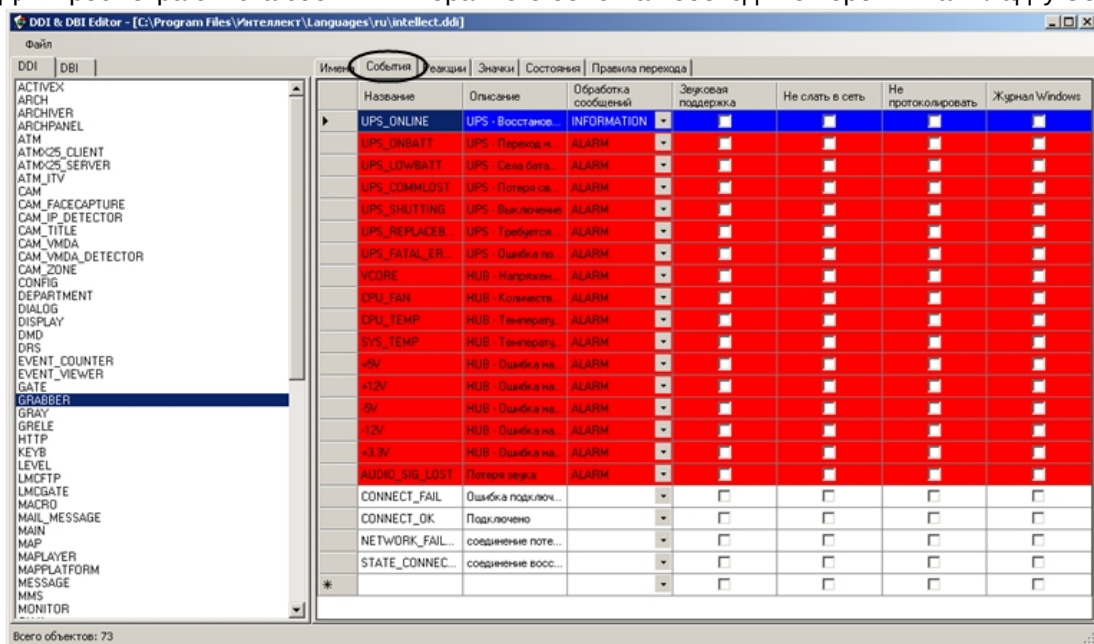 DDI & DBI Editor - [C:\Program Files\Интеллект\Languages\ru\intellect.ddi]
Файл
DDI DBI
Имена События Реакции Значки Состояния Правила перехода
ACTIVEX
ARCH
ARCHIVER
ARCHPANEL
ATM
ATMX25_CLIENT
ATMX25_SERVER
ATM_ITV
CAM
CAM_FACECAPTURE
CAM_IP_DETECTOR
CAM_TITLE
CAM_VMDA
CAM_VMDA_DETECTOR
CAM_ZONE
CONFIG
DEPARTMENT
DIALOG
DISPLAY
DMD
DRS
EVENT_COUNTER
EVENT_VIEWER
GATE
GRABBER
GRAY
GRELE
HTTP
KEYB
LEVEL
LMCFTP
LMCGATE
MACRO
MAIL_MESSAGE
MAIN
MAP
MAPLAYER
MAPPLATFORM
MESSAGE
MMS
MONITOR
Название Описание Обработка сообщений Звуковая поддержка Не слать в сеть Не протоколировать Журнал Windows
UPS_ONLINE UPS - Восстанов... INFORMATION
UPS_ONBATT UPS - Переход н... ALARM
UPS_LOWBATT UPS - Села бата... ALARM
UPS_COMMLOST UPS - Потеря св... ALARM
UPS_SHUTTING UPS - Выключение ALARM
UPS_REPLACEB... UPS - Требуется ... ALARM
UPS_FATAL_ER... UPS - Ошибка по... ALARM
VCORE HUB - Напряжен... ALARM
CPU_FAN HUB - Количеств... ALARM
CPU_TEMP HUB - Температу... ALARM
SYS_TEMP HUB - Температу... ALARM
+5V HUB - Ошибка на... ALARM
+12V HUB - Ошибка на... ALARM
-5V HUB - Ошибка на... ALARM
-12V HUB - Ошибка на... ALARM
+3.3V HUB - Ошибка на... ALARM
AUDIO_SIG_LOST Потеря звука ALARM
CONNECT_FAIL Ошибка подключ...
CONNECT_OK Подключено
NETWORK_FAIL... соединение поте...
STATE_CONNEC... соединение восс...
Всего объектов: 73